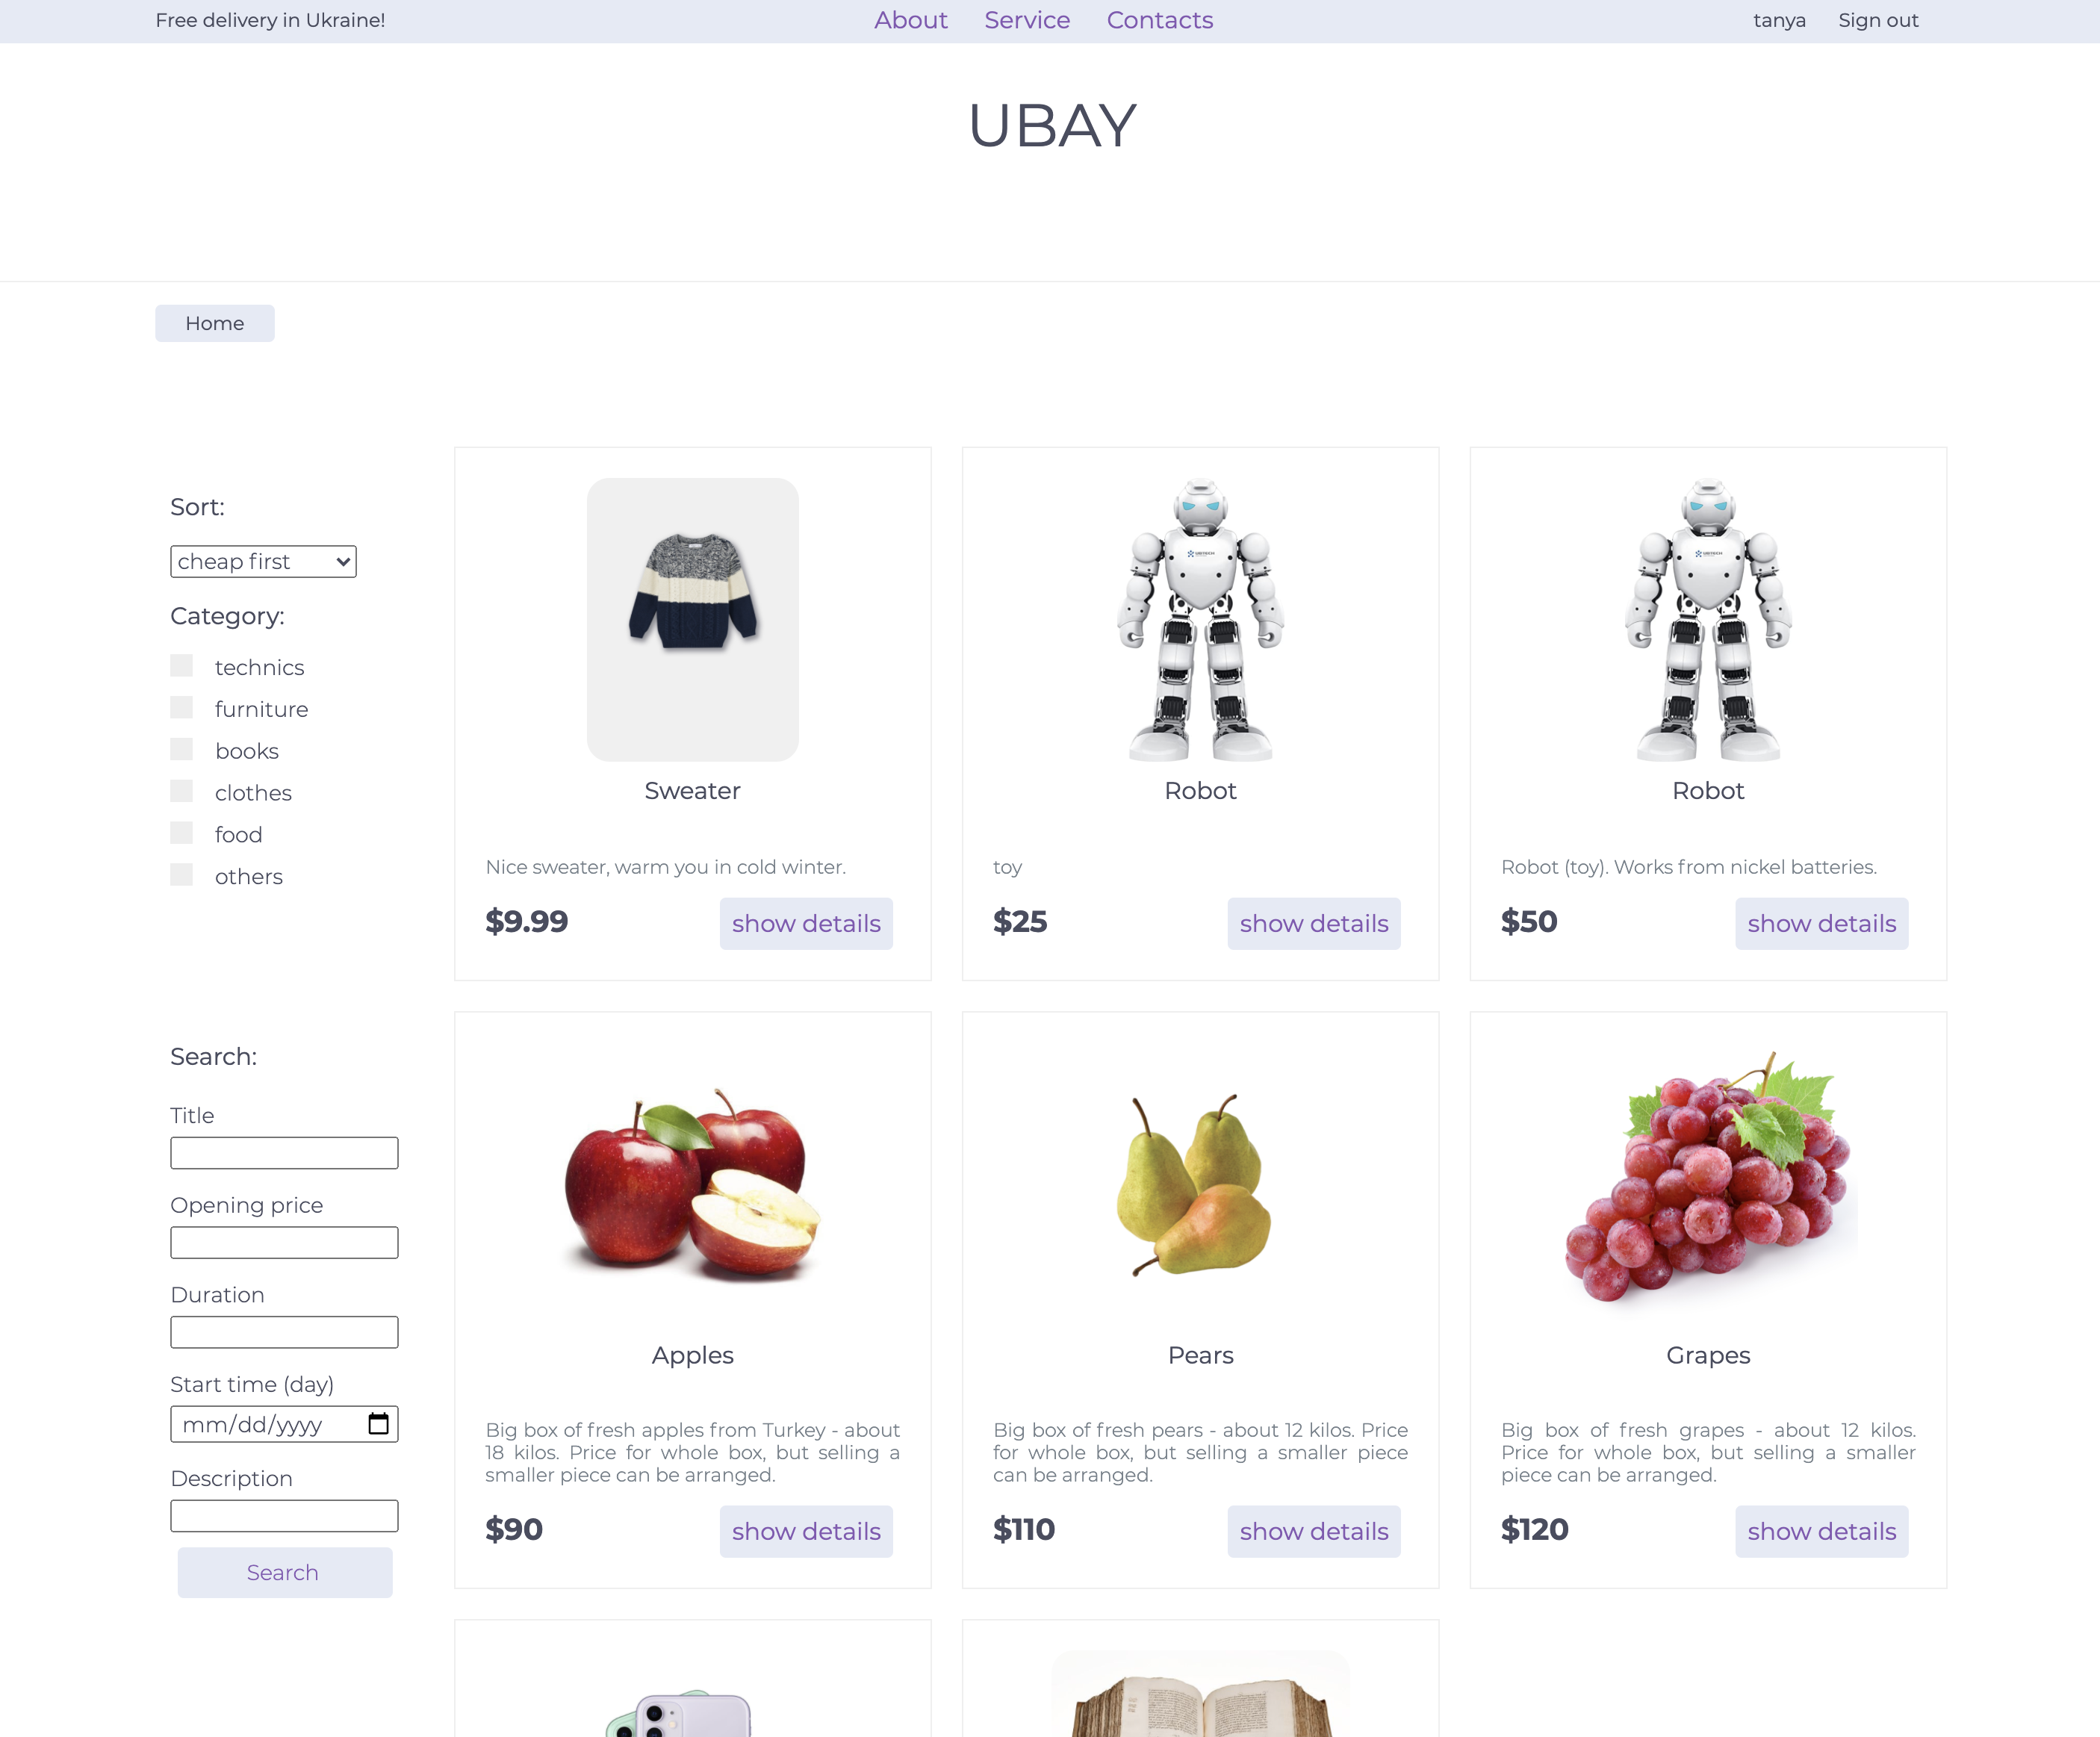 Free delivery in Ukraine!
About Service Contacts
tanya Sign out
UBAY
Home
Sort:
cheap first
Category:
technics
furniture
books
clothes
food
others
Search:
Title
Opening price
Duration
Start time (day)
mm/dd/yyyy
Description
Search
Sweater
Nice sweater, warm you in cold winter.
$9.99 show details
Robot
toy
$25 show details
Robot
Robot (toy). Works from nickel batteries.
$50 show details
Apples
Big box of fresh apples from Turkey - about
18 kilos. Price for whole box, but selling a
smaller piece can be arranged.
$90 show details
Pears
Big box of fresh pears - about 12 kilos. Price
for whole box, but selling a smaller piece
can be arranged.
$110 show details
Grapes
Big box of fresh grapes - about 12 kilos.
Price for whole box, but selling a smaller
piece can be arranged.
$120 show details